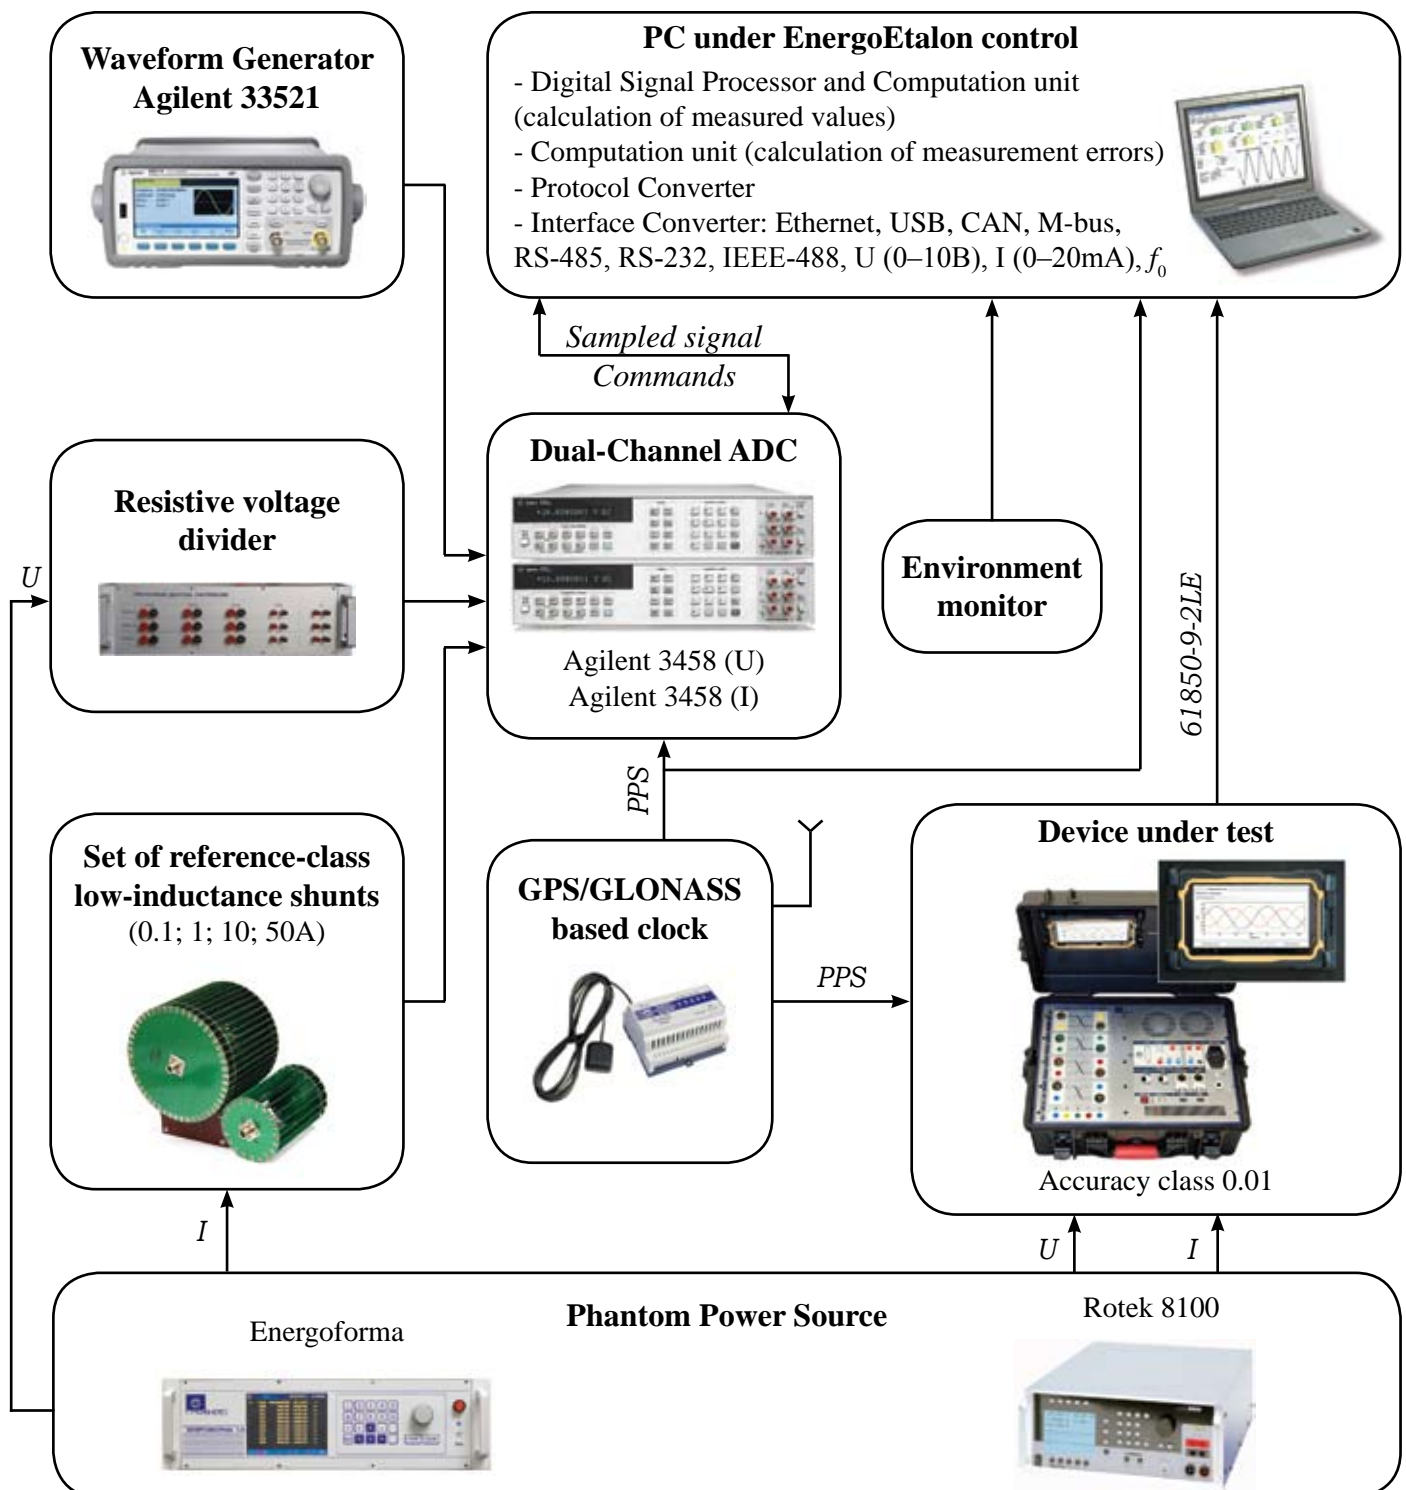 Waveform Generator
Agilent 33521
PC under EnergoEtalon control
- Digital Signal Processor and Computation unit
(calculation of measured values)
- Computation unit (calculation of measurement errors)
- Protocol Converter
- Interface Converter: Ethernet, USB, CAN, M-bus,
RS-485, RS-232, IEEE-488, U (0–10B), I (0–20mA), f0
Sampled signal
Commands
Dual-Channel ADC
Agilent 3458 (U)
Agilent 3458 (I)
Resistive voltage
divider
U
Environment
monitor
61850-9-2LE
PPS
Set of reference-class
low-inductance shunts
(0.1; 1; 10; 50A)
GPS/GLONASS
based clock
PPS
Device under test
Accuracy class 0.01
I
U
I
Phantom Power Source
Energoforma
Rotek 8100